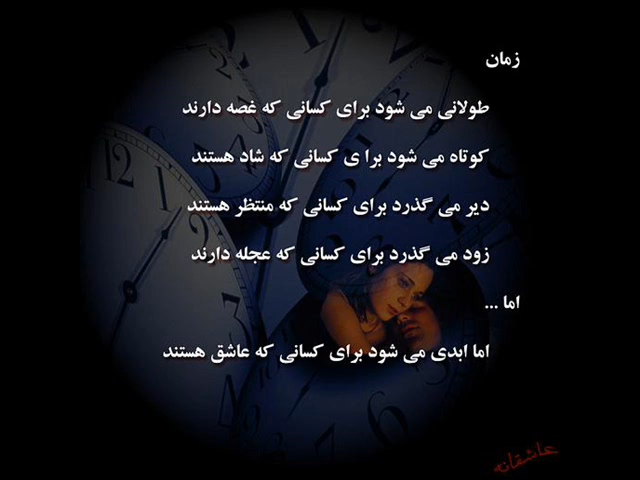 زمان
طولانی می شود برای کسانی که غصه دارند
کوتاه می شود برا ی کسانی که شاد هستند
دیر می گذرد برای کسانی که منتظر هستند
زود می گذرد برای کسانی که عجله دارند
اما ...
اما ابدی می شود برای کسانی که عاشق هستند
عاشقانه